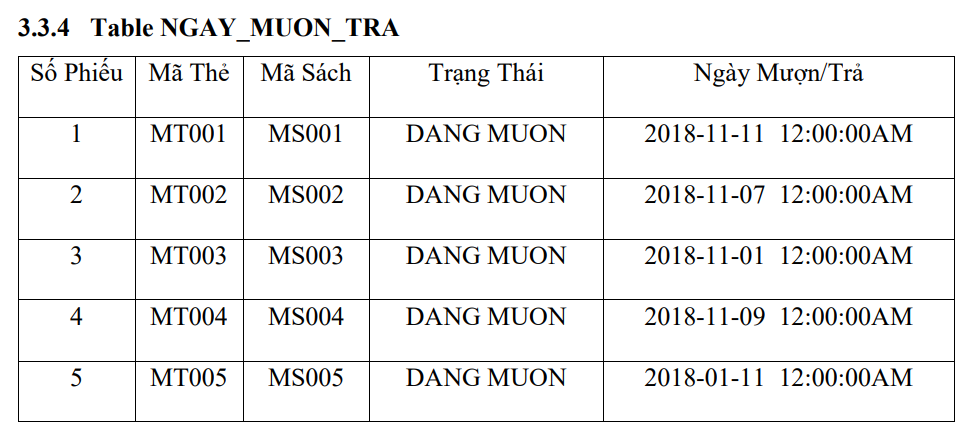 3.3.4 Table NGAY_MUON_TRA
Số Phiếu Mã Thẻ Mã Sách Trạng Thái Ngày Mượn/Trả
1 MT001 MS001 DANG MUON 2018-11-11 12:00:00AM
2 MT002 MS002 DANG MUON 2018-11-07 12:00:00AM
3 MT003 MS003 DANG MUON 2018-11-01 12:00:00AM
4 MT004 MS004 DANG MUON 2018-11-09 12:00:00AM
5 MT005 MS005 DANG MUON 2018-01-11 12:00:00AM